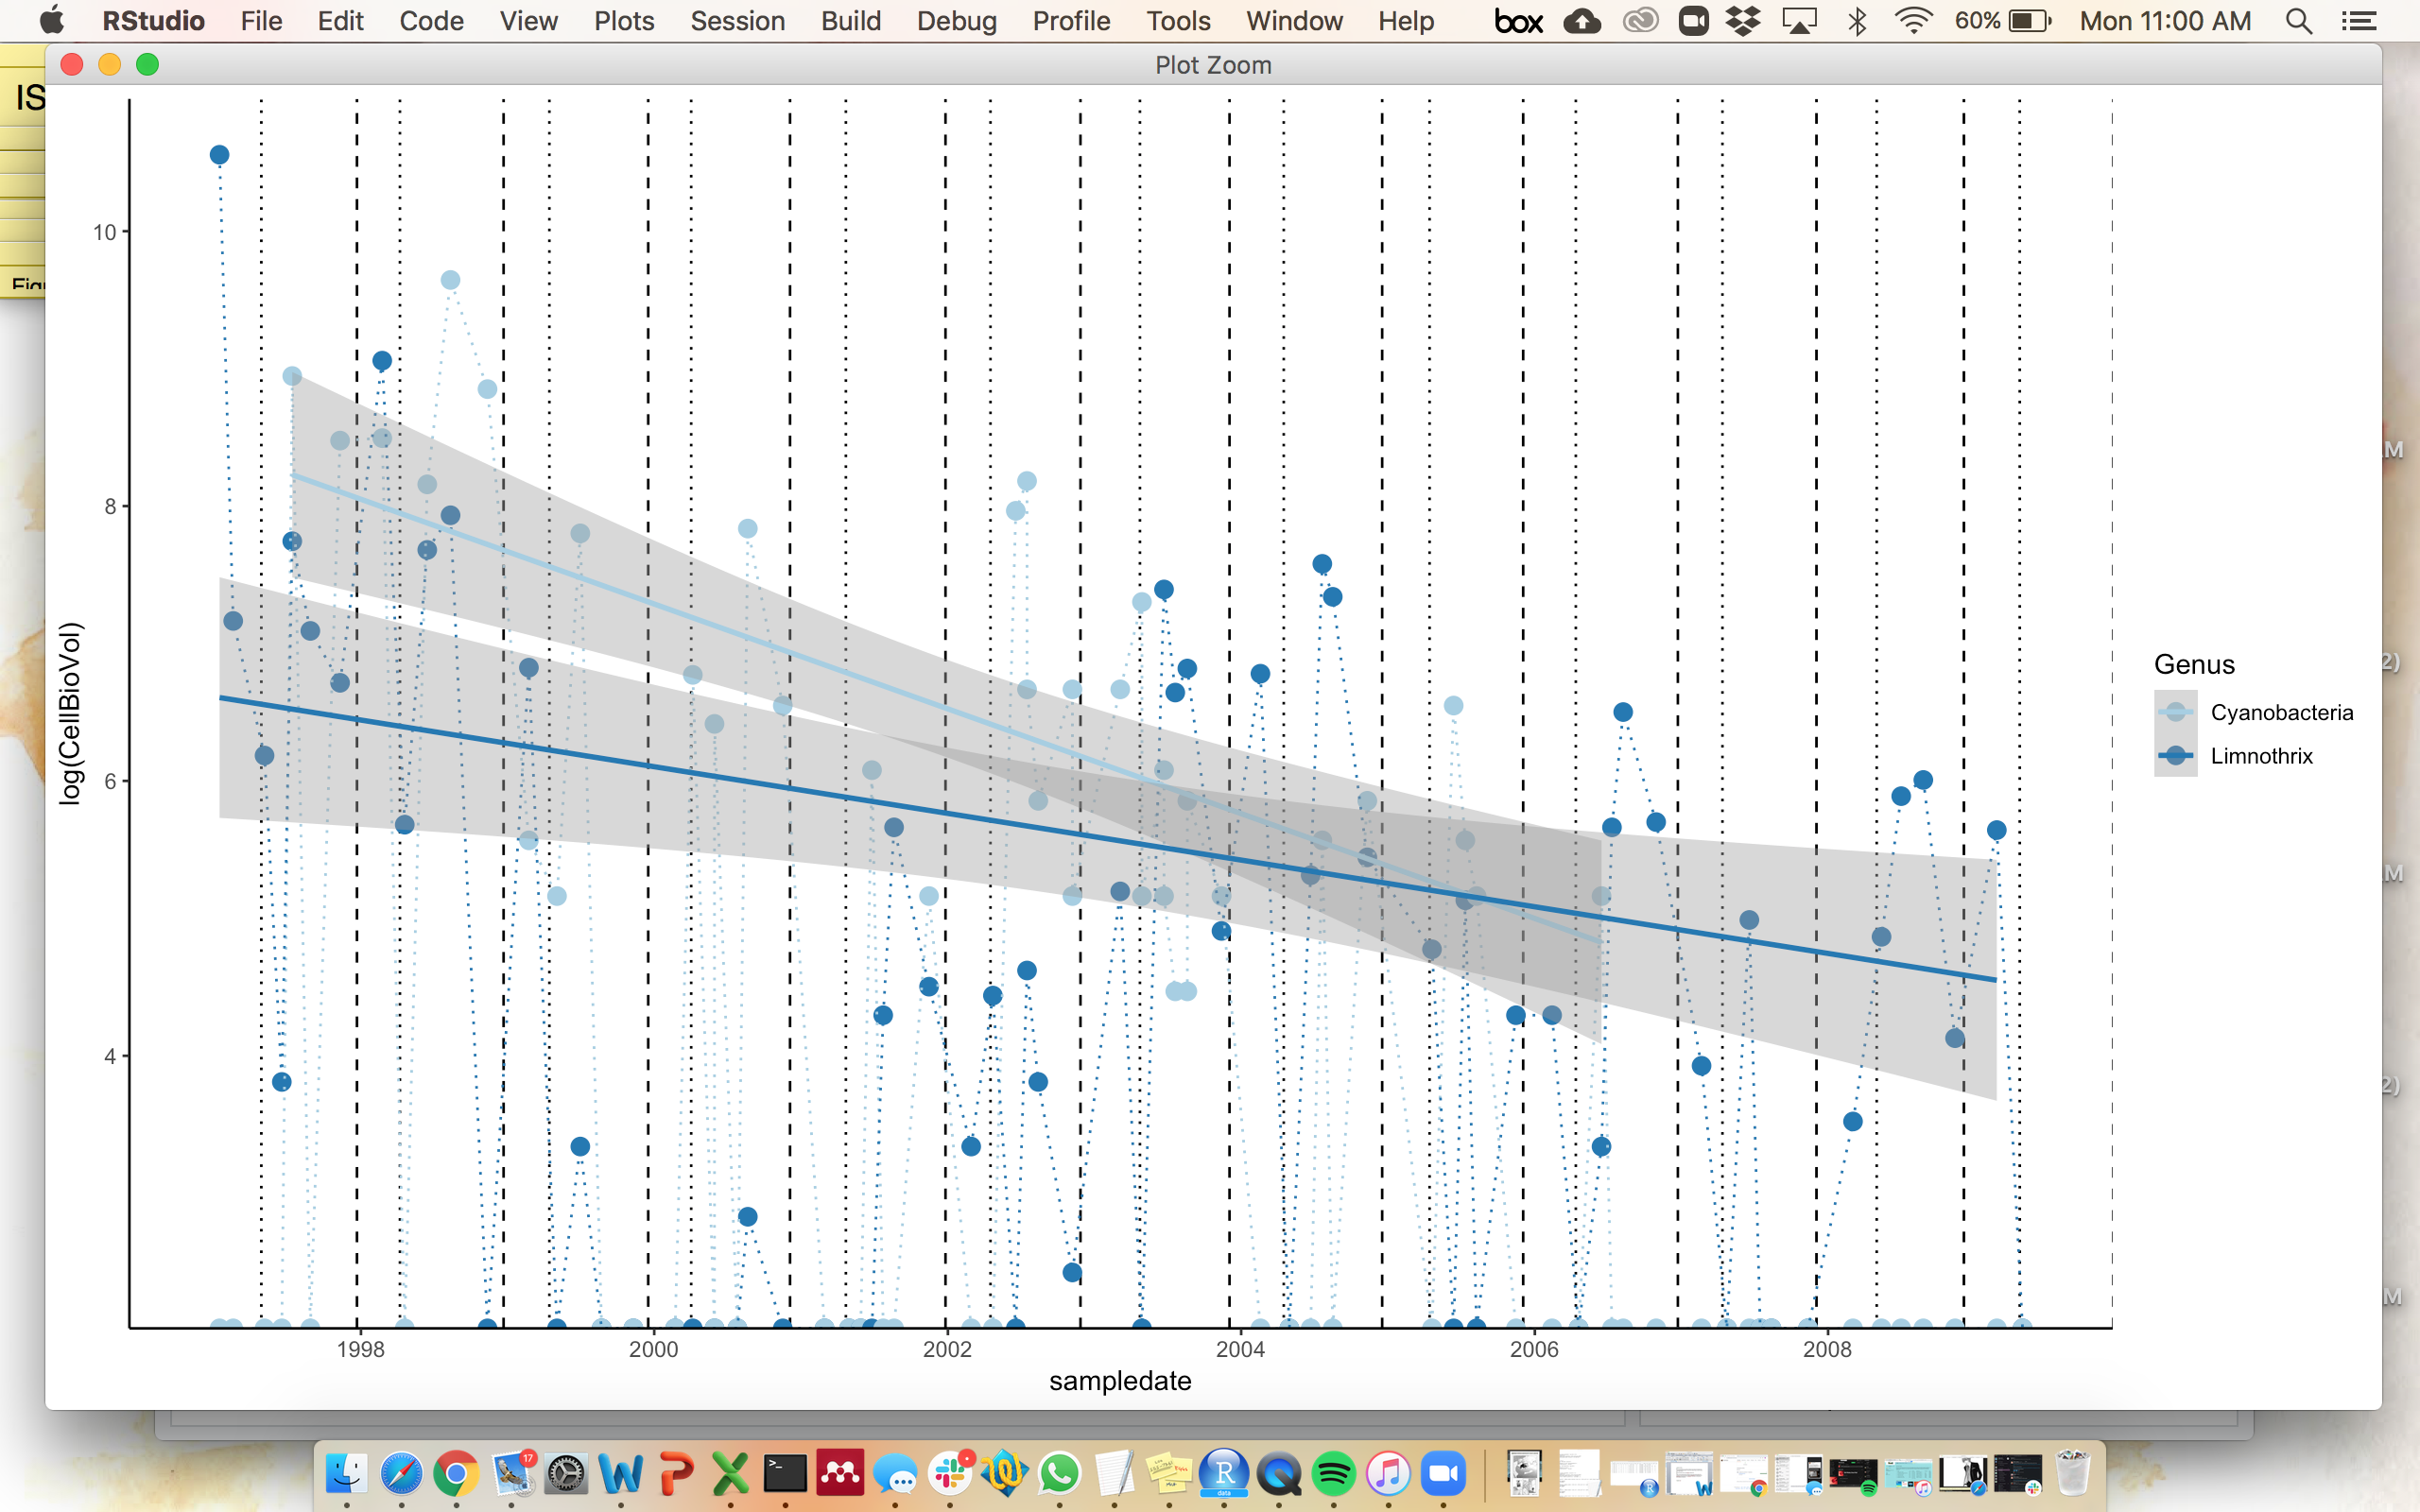 RStudio File Edit Code View Plots Session Build Debug Profile Tools Window Help box 60% Mon 11:00 AM
Plot Zoom
IS
10
8
6
4
log(CellBioVol)
1998 2000 2002 2004 2006 2008
sampledate
Genus
Cyanobacteria
Limnothrix
M
2)
M
2)
M
17
R
data